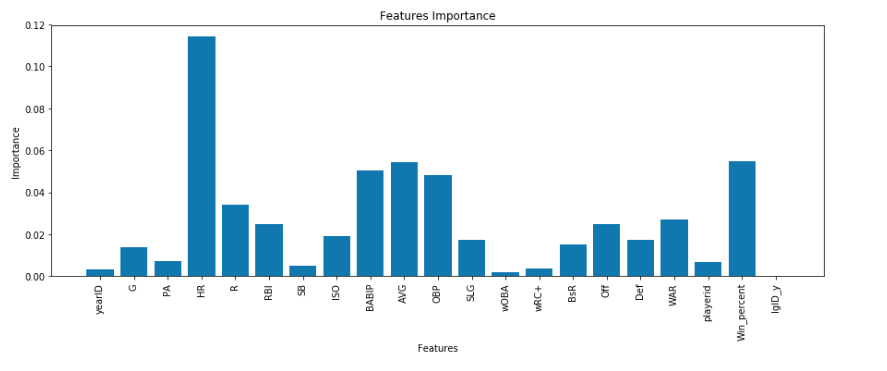 Features Importance
0.12
0.10
0.08
0.06
0.04
0.02
0.00
Importance
yearID
G
PA
HR
R
RBI
SB
ISO
BABIP
AVG
OBP
SLG
wOBA
wRC+
BsR
Off
Def
WAR
playerid
Win_percent
lgID_y
Features